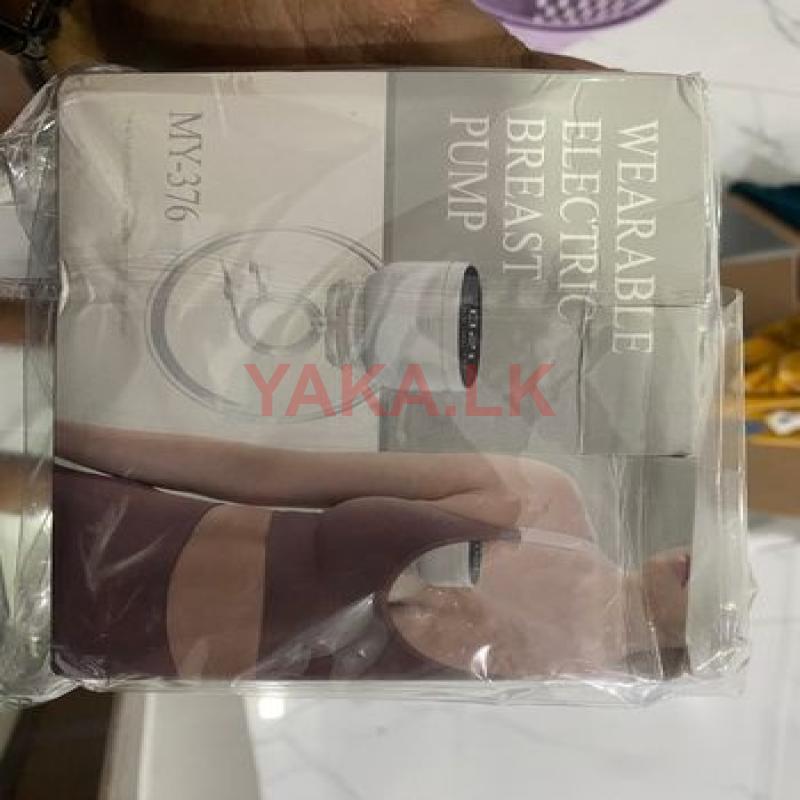 WEARABLE
ELECTRIC
BREAST
PUMP
MY-376
YAKA.LK